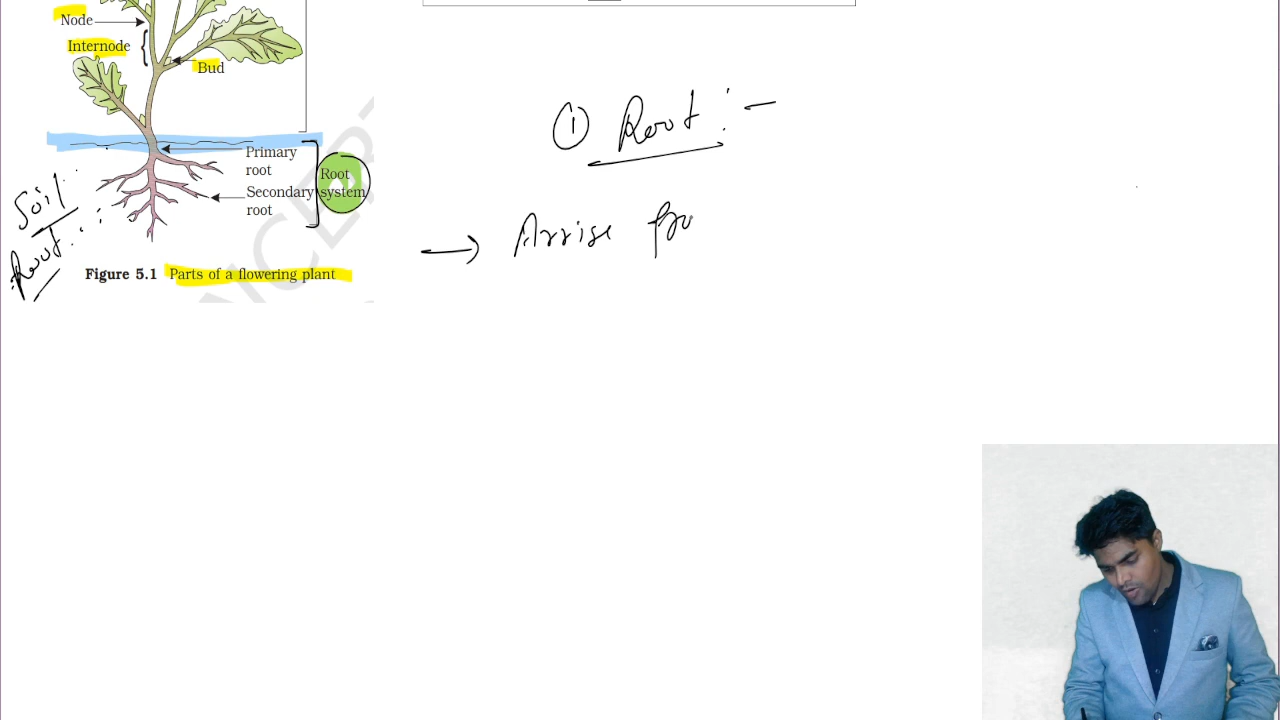 Node
Internode
Bud
Primary
root
Secondary
root
Root
system
Soil
Root
Figure 5.1 Parts of a flowering plant
① Root :-
→ Arrise fro